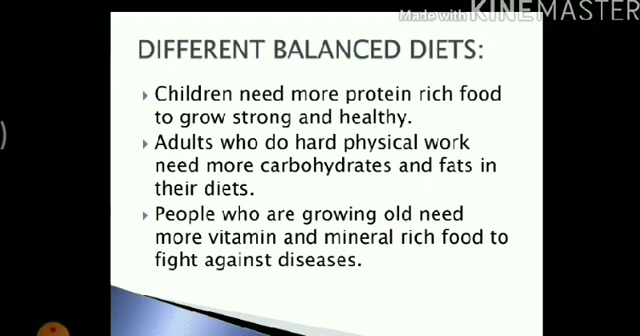 Made with KINEMASTER
DIFFERENT BALANCED DIETS:
Children need more protein rich food
to grow strong and healthy.
Adults who do hard physical work
need more carbohydrates and fats in
their diets.
People who are growing old need
more vitamin and mineral rich food to
fight against diseases.
)